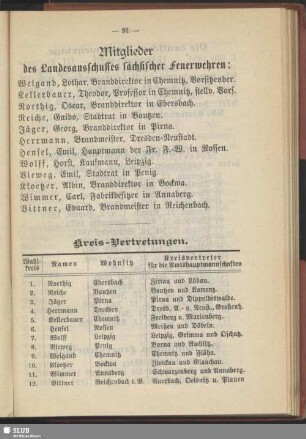 — 91 —
Mitglieder
des Landesausschusses sächsischer Feuerwehren:
Weigand, Lothar, Branddirektor in Chemnitz, Vorsitzender.
Kellerbauer, Theodor, Professor in Chemnitz, stellv. Vors.
Roethig, Oscar, Branddirektor in Ebersbach.
Reiche, Guido, Stadtrat in Bautzen.
Jäger, Georg, Branddirektor in Pirna.
Herrmann, Brandmeister, Dresden-Neustadt.
Hensel, Emil, Hauptmann der Fr. F.-W. in Nossen.
Wolff, Horst, Kaufmann, Leipzig.
Vieweg, Emil, Stadtrat in Penig.
Kloetzer, Albin, Branddirektor in Bockwa.
Wimmer, Carl, Fabrikbesitzer in Annaberg.
Bittner, Eduard, Brandmeister in Reichenbach.
Kreis-Vertretungen.
Wahlkreis Namen Wohnsitz Kreisvertreter für die Amtshauptmannschaften
1. Roethig Ebersbach Zittau und Löbau.
2. Reiche Bautzen Bautzen und Kamenz.
3. Jäger Pirna Pirna und Dippoldiswalde.
4. Herrmann Dresden Dresd. A.- u. Neust., Großenh.
5. Kellerbauer Chemnitz Freiberg u. Marienberg.
6. Hensel Nossen Meißen und Döbeln.
7. Wolff Leipzig Leipzig, Grimma und Oschatz.
8. Vieweg Penig Borna und Rochlitz.
9. Weigand Chemnitz Chemnitz und Flöha.
10. Kloetzer Bockwa Zwickau und Glauchau.
11. Wimmer Annaberg Schwarzenberg und Annaberg.
12. Bittner Reichenbach i. V. Auerbach, Oelsnitz u. Plauen
SLUB